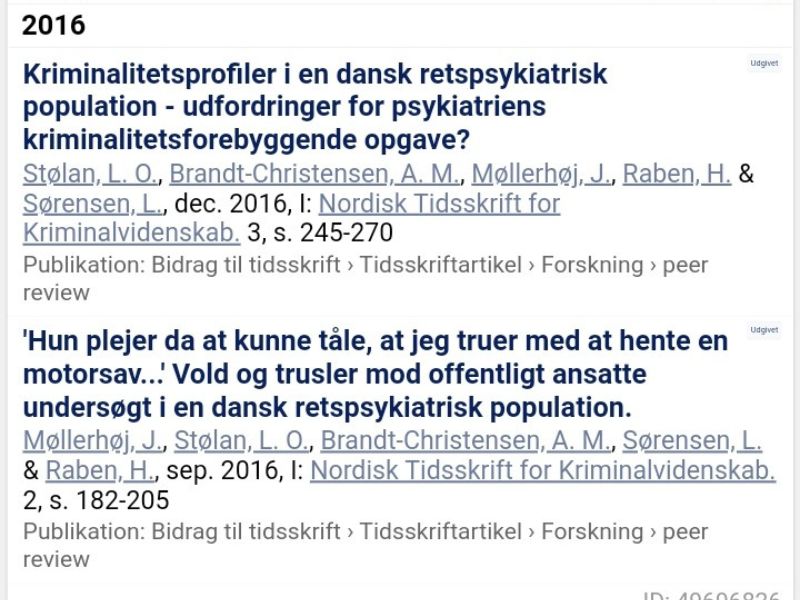 2016
Kriminalitetsprofiler i en dansk retspsykiatrisk
Udgivet
population - udfordringer for psykiatriens
kriminalitetsforebyggende opgave?
Stølan, L. O., Brandt-Christensen, A. M., Møllerhøj, J., Raben, H. &
Sørensen, L., dec. 2016, I: Nordisk Tidsskrift for
Kriminalvidenskab. 3, s. 245-270
Publikation: Bidrag til tidsskrift › Tidsskriftartikel › Forskning › peer
review
'Hun plejer da at kunne tåle, at jeg truer med at hente en
Udgivet
motorsav...' Vold og trusler mod offentligt ansatte
undersøgt i en dansk retspsykiatrisk population.
Møllerhøj, J., Stølan, L. O., Brandt-Christensen, A. M., Sørensen, L.
& Raben, H., sep. 2016, I: Nordisk Tidsskrift for Kriminalvidenskab.
2, s. 182-205
Publikation: Bidrag til tidsskrift › Tidsskriftartikel › Forskning › peer
review
ID: 49696826